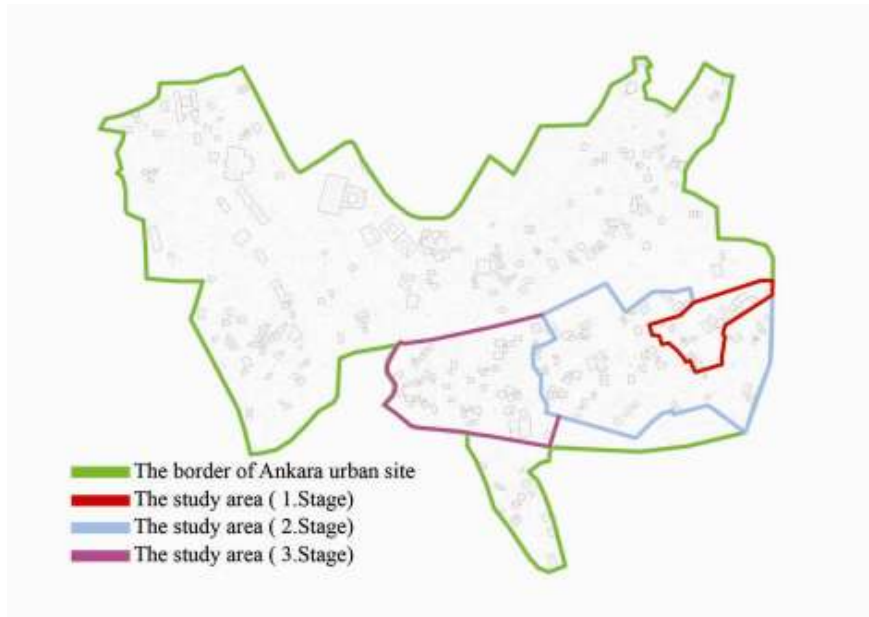 The border of Ankara urban site
The study area ( 1.Stage)
The study area ( 2.Stage)
The study area ( 3.Stage)